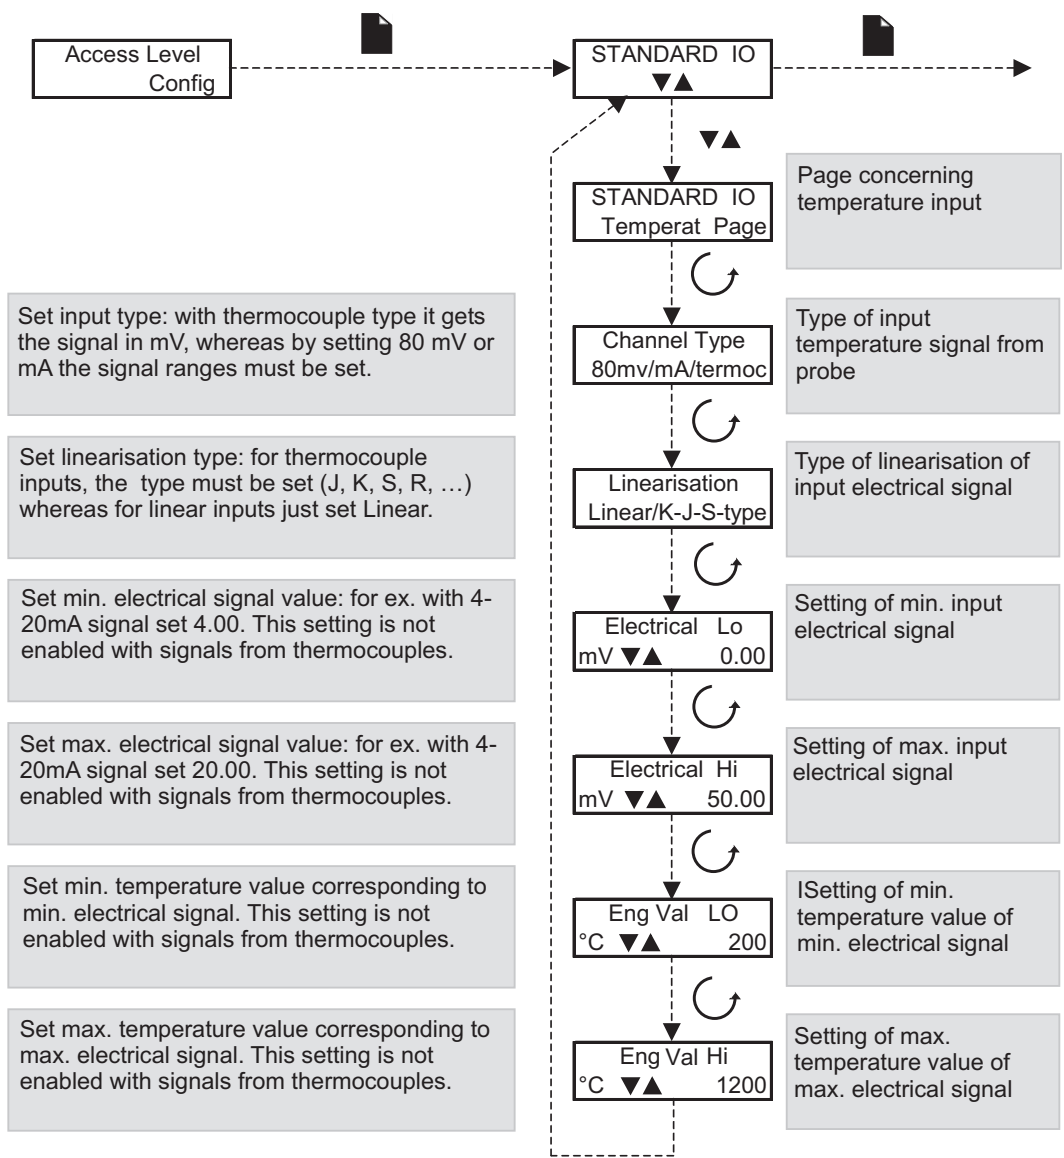 Access Level
Config
STANDARD IO
▼▲
▼▲
STANDARD IO
Temperat Page
Page concerning
temperature input
Set input type: with thermocouple type it gets
the signal in mV, whereas by setting 80 mV or
mA the signal ranges must be set.
Channel Type
80mv/mA/termoc
Type of input
temperature signal from
probe
Set linearisation type: for thermocouple
inputs, the type must be set (J, K, S, R, …)
whereas for linear inputs just set Linear.
Linearisation
Linear/K-J-S-type
Type of linearisation of
input electrical signal
Set min. electrical signal value: for ex. with 4-
20mA signal set 4.00. This setting is not
enabled with signals from thermocouples.
Electrical Lo
mV ▼▲ 0.00
Setting of min. input
electrical signal
Set max. electrical signal value: for ex. with 4-
20mA signal set 20.00. This setting is not
enabled with signals from thermocouples.
Electrical Hi
mV ▼▲ 50.00
Setting of max. input
electrical signal
Set min. temperature value corresponding to
min. electrical signal. This setting is not
enabled with signals from thermocouples.
Eng Val LO
°C ▼▲ 200
ISetting of min.
temperature value of
min. electrical signal
Set max. temperature value corresponding to
max. electrical signal. This setting is not
enabled with signals from thermocouples.
Eng Val Hi
°C ▼▲ 1200
Setting of max.
temperature value of
max. electrical signal